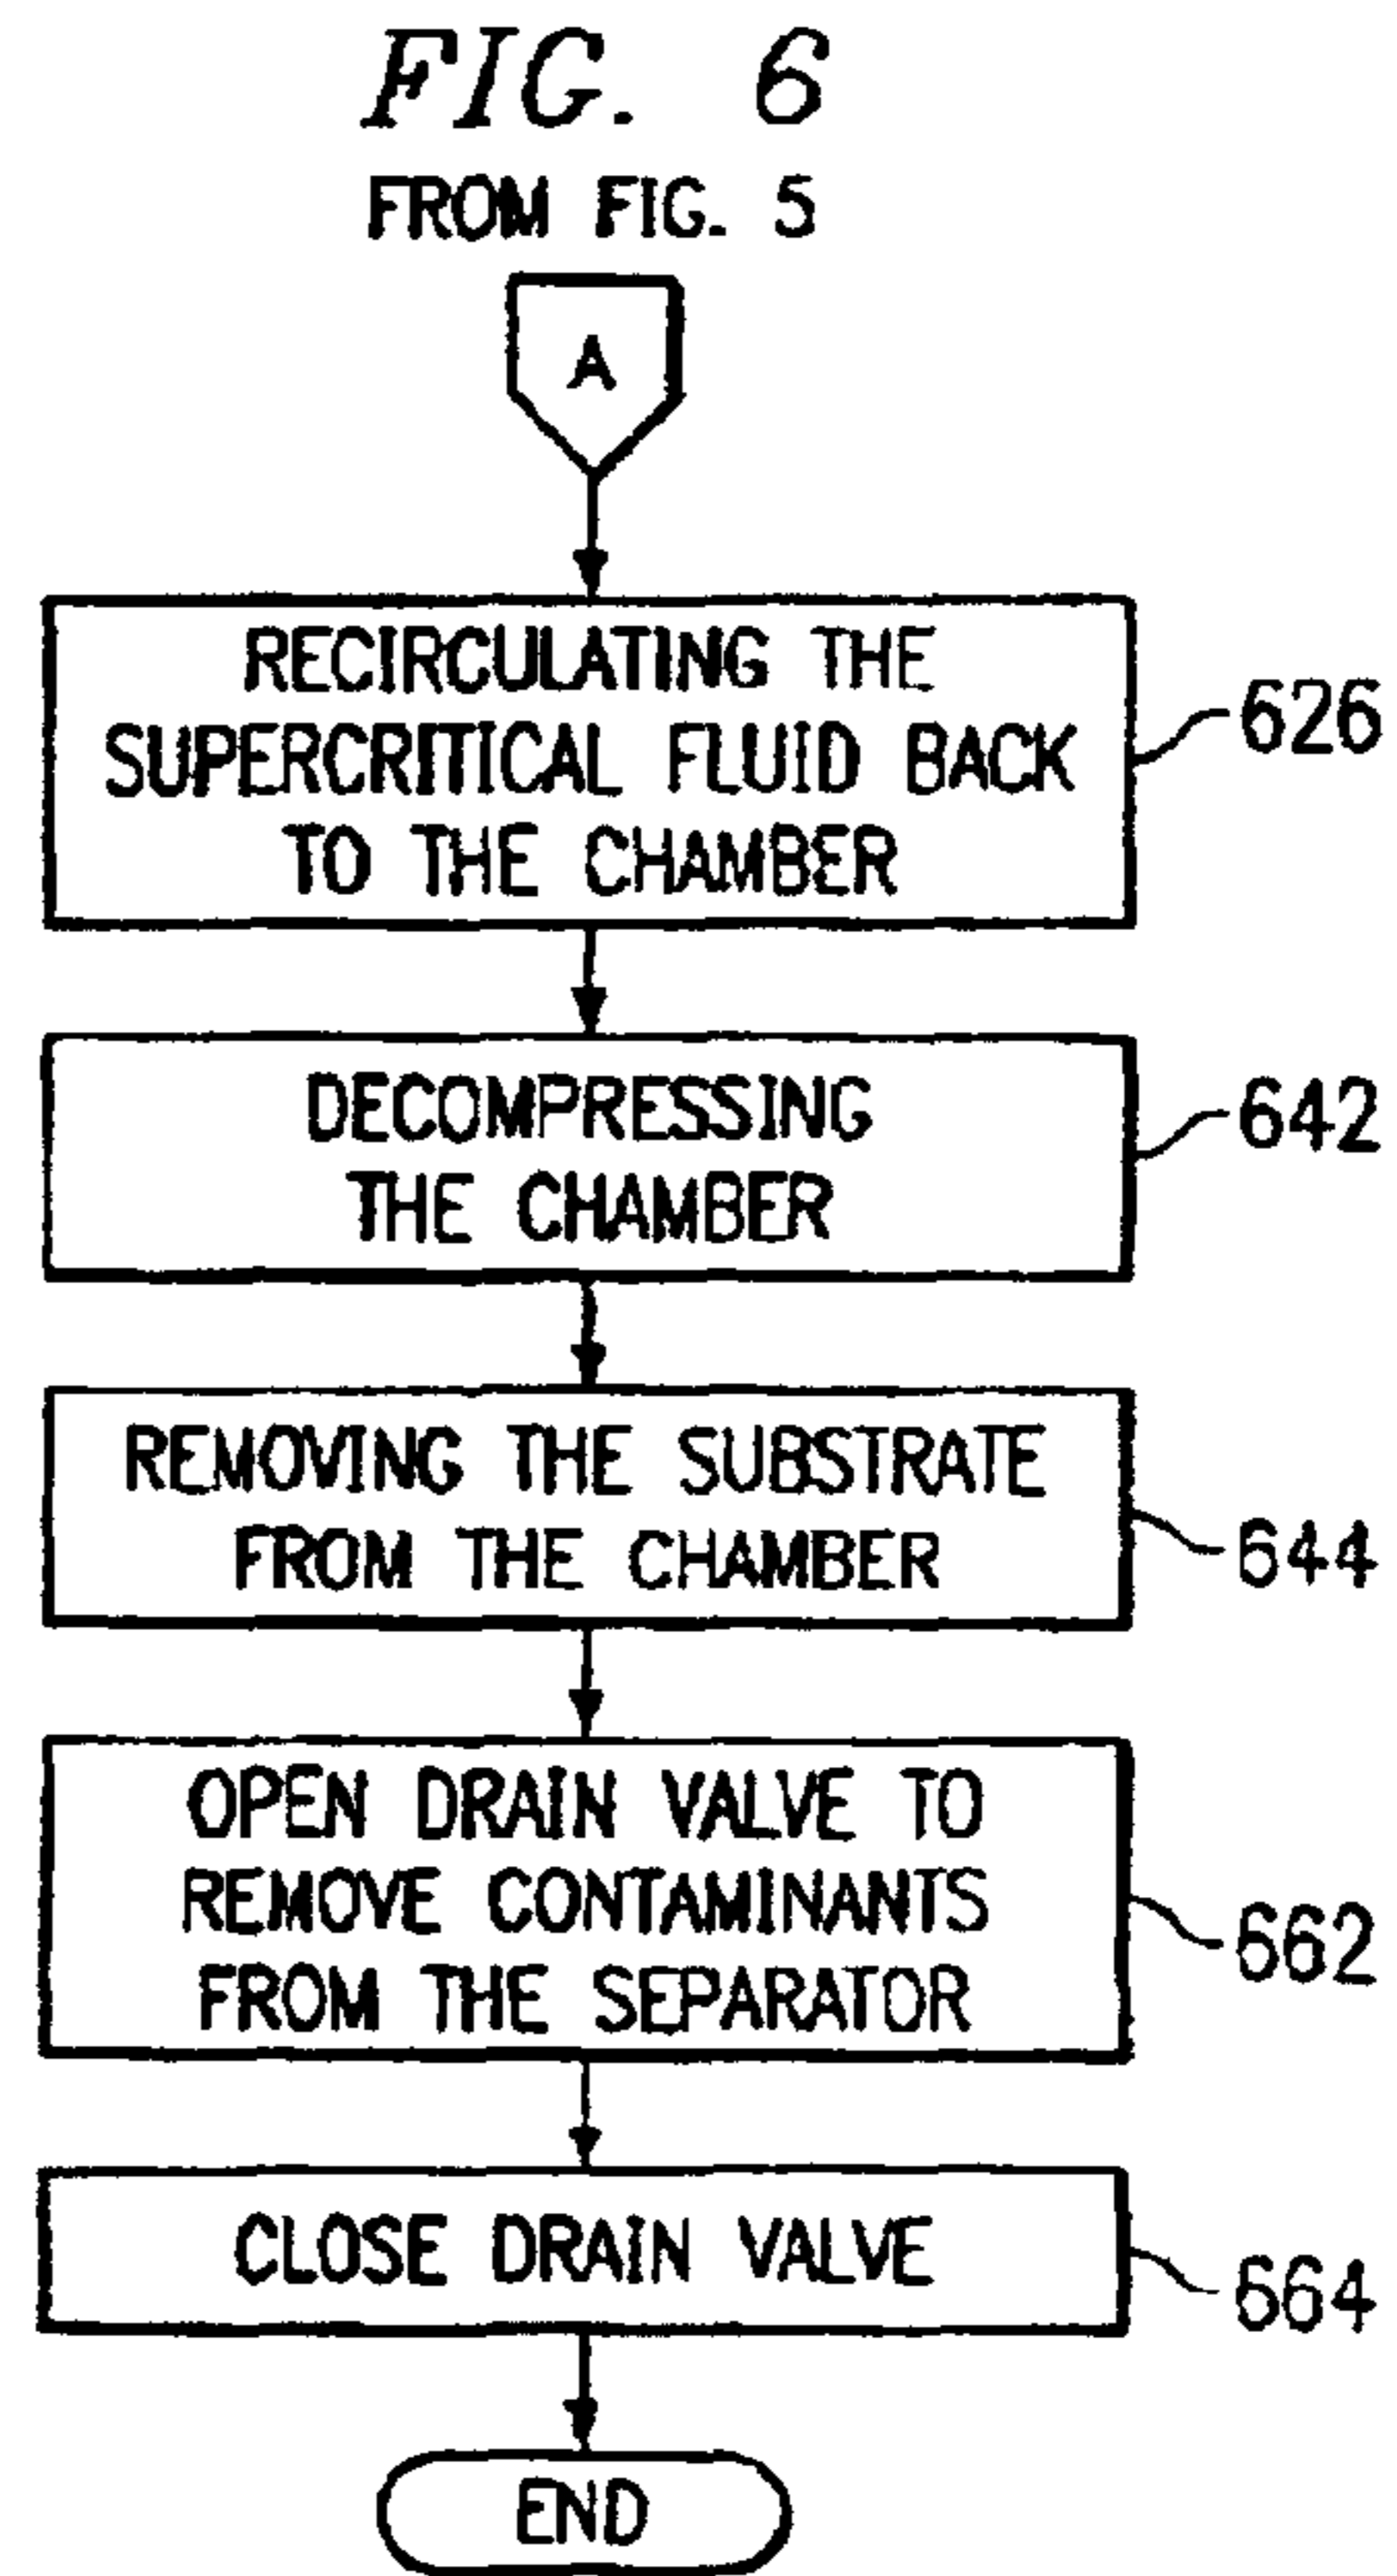 FIG. 6
FROM FIG. 5
A
RECIRCULATING THE
SUPERCRITICAL FLUID BACK
TO THE CHAMBER
626
DECOMPRESSING
THE CHAMBER
642
REMOVING THE SUBSTRATE
FROM THE CHAMBER
644
OPEN DRAIN VALVE TO
REMOVE CONTAMINANTS
FROM THE SEPARATOR
662
CLOSE DRAIN VALVE
664
END